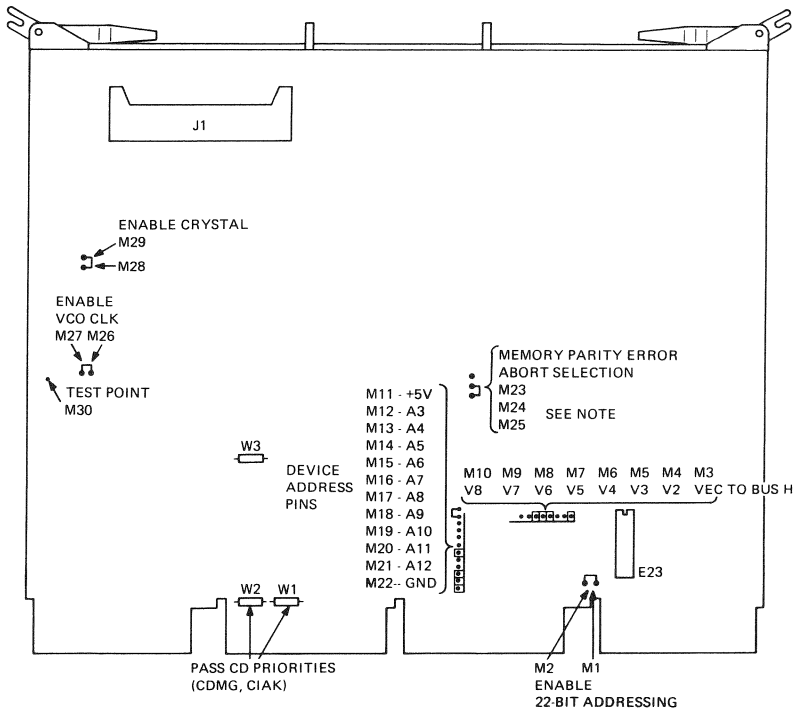 J1
ENABLE CRYSTAL
M29
M28
ENABLE
VCO CLK
M27 M26
TEST POINT
M30
MEMORY PARITY ERROR
ABORT SELECTION
M23
M24 SEE NOTE
M25
W3
DEVICE
ADDRESS
PINS
M11 - +5V
M12 - A3
M13 - A4
M14 - A5
M15 - A6
M16 - A7
M17 - A8
M18 - A9
M19 - A10
M20 - A11
M21 - A12
M22-- GND
M10 M9 M8 M7 M6 M5 M4 M3
V8 V7 V6 V5 V4 V3 V2 VEC TO BUS H
E23
W2 W1
PASS CD PRIORITIES
(CDMG, CIAK)
M2 M1
ENABLE
22-BIT ADDRESSING